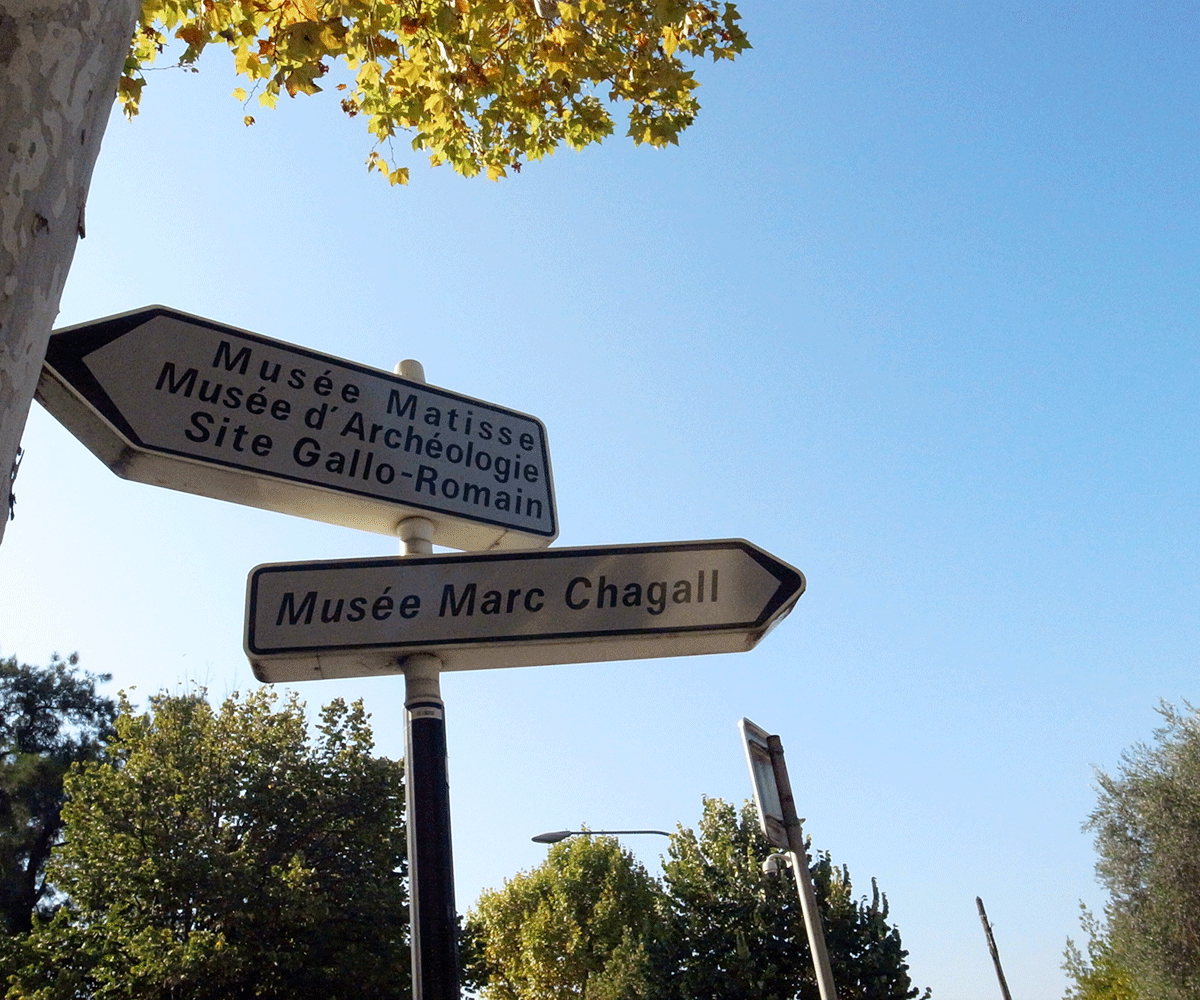 Musée Matisse
Musée d'Archéologie
Site Gallo-Romain
Musée Marc Chagall